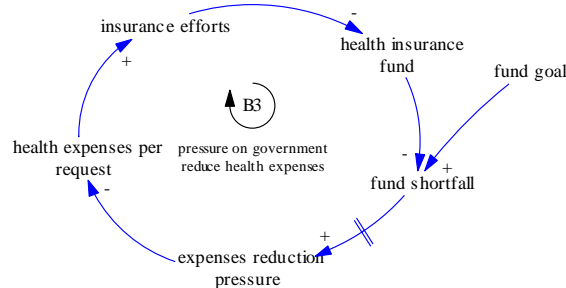 insurance efforts
-
health insurance
fund
fund goal
+
B3
health expenses per
request
pressure on government
reduce health expenses
-
+
fund shortfall
-
+
expenses reduction
pressure